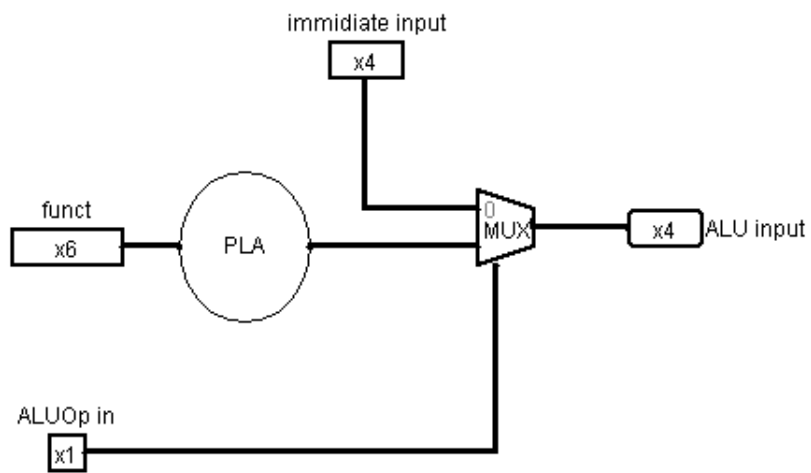 immidiate input
x4
funct
x6
PLA
0
MUX
x4
ALU input
ALUOp in
x1